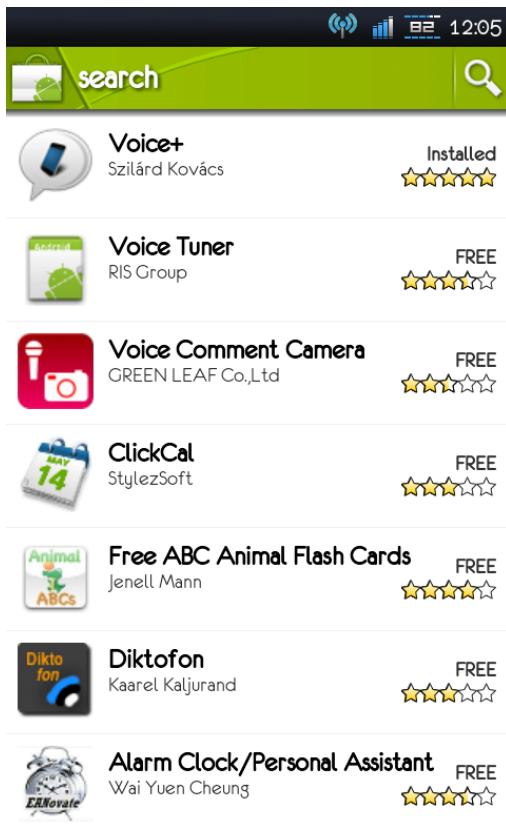 82 12:05
search
Voice+
Szilárd Kovács
Installed
Android
Voice Tuner
RIS Group
FREE
Voice Comment Camera
GREEN LEAF Co.,Ltd
FREE
MAY
14
ClickCal
StylezSoft
FREE
Animal
ABCs
Free ABC Animal Flash Cards
Jenell Mann
FREE
Dikto
fon
Diktofon
Kaarel Kaljurand
FREE
ERNovate
Alarm Clock/Personal Assistant
Wai Yuen Cheung
FREE